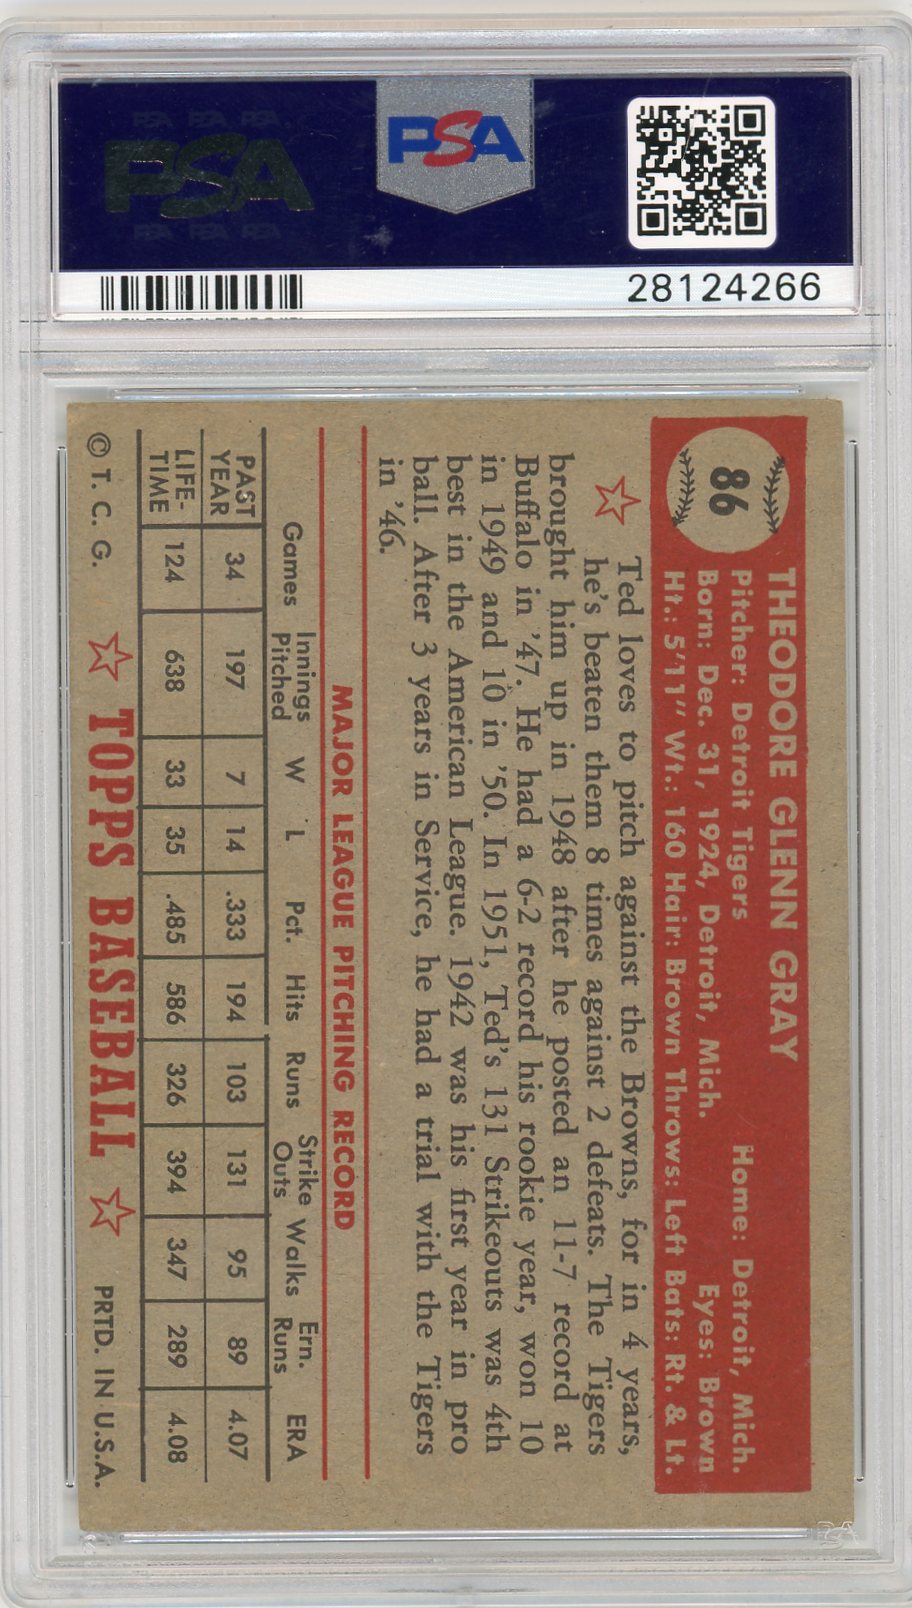 PSA PSA PSA
PSA
PSA PSA PSA
PSA
28124266
86
THEODORE GLENN GRAY
Pitcher: Detroit Tigers Home: Detroit, Mich.
Born: Dec. 31, 1924, Detroit, Mich. Eyes: Brown
Ht.: 5'11" Wt.: 160 Hair: Brown Throws: Left Bats: Rt. & Lt.
Ted loves to pitch against the Browns, for in 4 years,
he's beaten them 8 times against 2 defeats. The Tigers
brought him up in 1948 after he posted an 11-7 record at
Buffalo in '47. He had a 6-2 record his rookie year, won 10
in 1949 and 10 in '50. In 1951, Ted's 131 Strikeouts was 4th
best in the American League. 1942 was his first year in pro
ball. After 3 years in Service, he had a trial with the Tigers
in '46.
MAJOR LEAGUE PITCHING RECORD
Games Innings Pitched W L Pct. Hits Runs Strike Outs Walks Ern. Runs ERA
PAST YEAR 34 197 7 14 .333 194 103 131 95 89 4.07
LIFE-TIME 124 638 33 35 .485 586 326 394 347 289 4.08
© T. C. G. TOPPS BASEBALL PRTD. IN U.S.A.
PSA